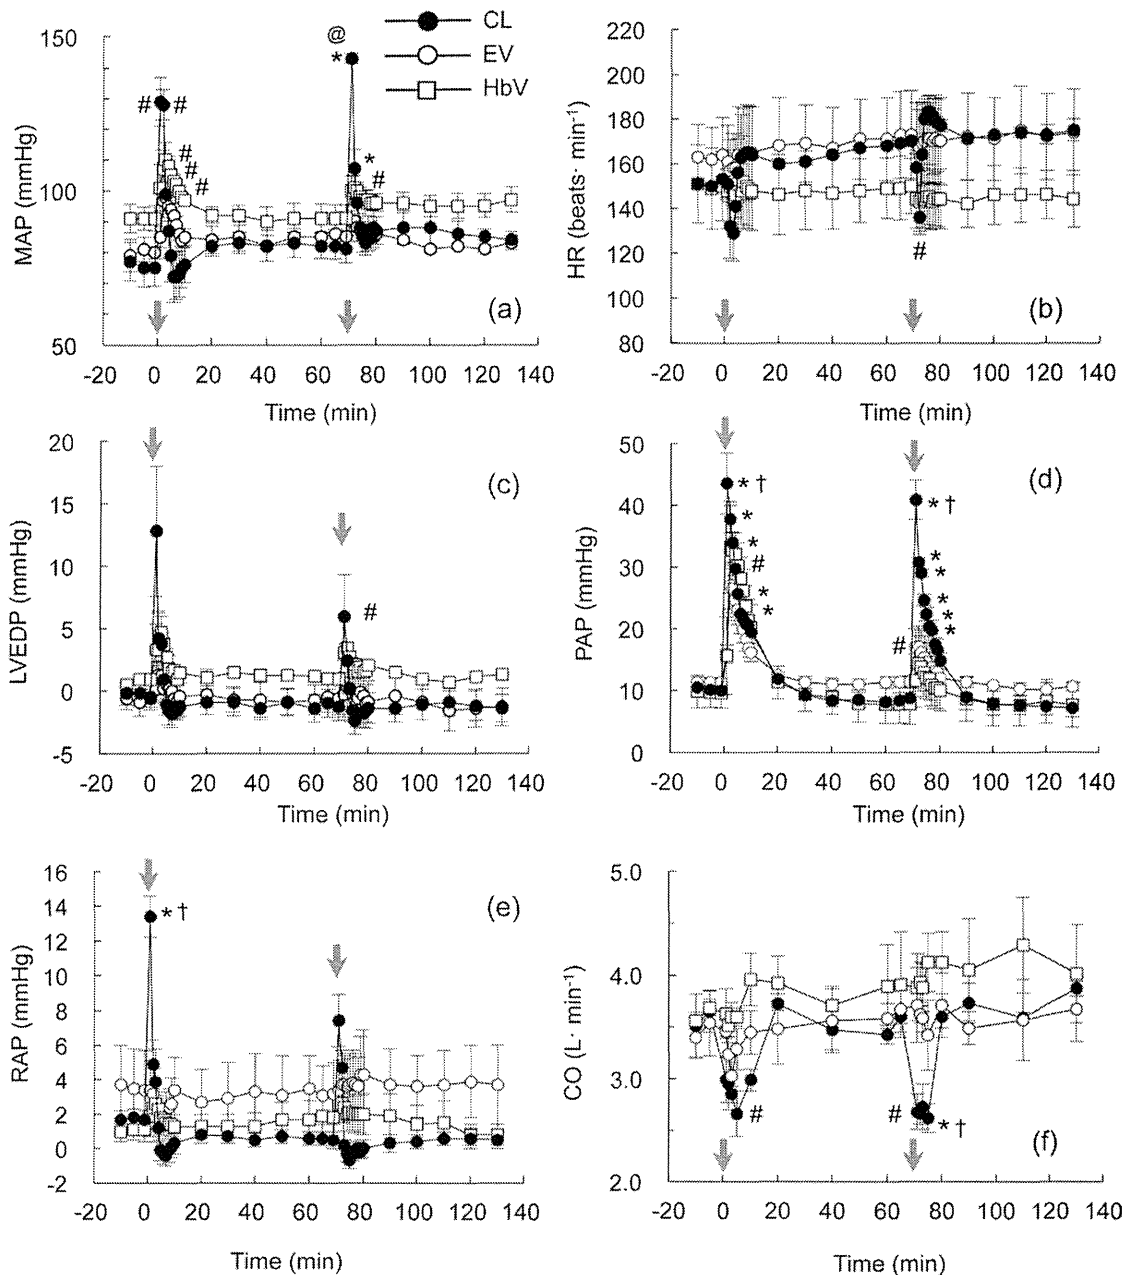 CL
EV
HbV
150
100
50
MAP (mmHg)
@
*
# #
#
#
#
*
#
(a)
-20 0 20 40 60 80 100 120 140
Time (min)
220
200
180
160
140
120
100
80
HR (beats· min-1)
#
(b)
-20 0 20 40 60 80 100 120 140
Time (min)
20
15
10
5
0
-5
LVEDP (mmHg)
(c)
#
-20 0 20 40 60 80 100 120 140
Time (min)
50
40
30
20
10
0
PAP (mmHg)
(d)
* †
*
*
#
*
*
* †
*
*
*
*
*
#
-20 0 20 40 60 80 100 120 140
Time (min)
16
14
12
10
8
6
4
2
0
-2
RAP (mmHg)
(e)
* †
-20 0 20 40 60 80 100 120 140
Time (min)
5.0
4.0
3.0
2.0
CO (L· min-1)
#
#
* †
(f)
-20 0 20 40 60 80 100 120 140
Time (min)